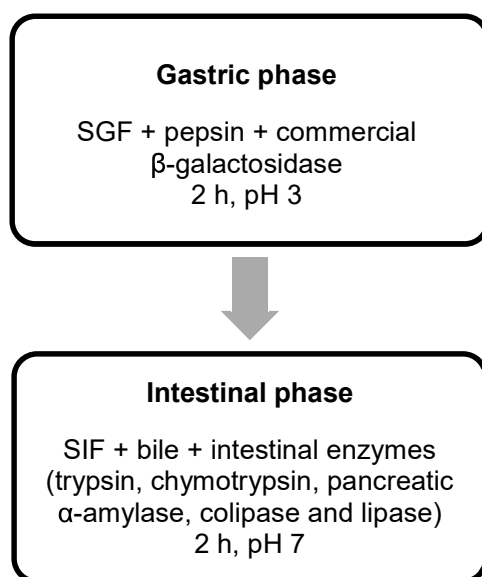 Gastric phase
SGF + pepsin + commercial
β-galactosidase
2 h, pH 3
Intestinal phase
SIF + bile + intestinal enzymes
(trypsin, chymotrypsin, pancreatic
α-amylase, colipase and lipase)
2 h, pH 7